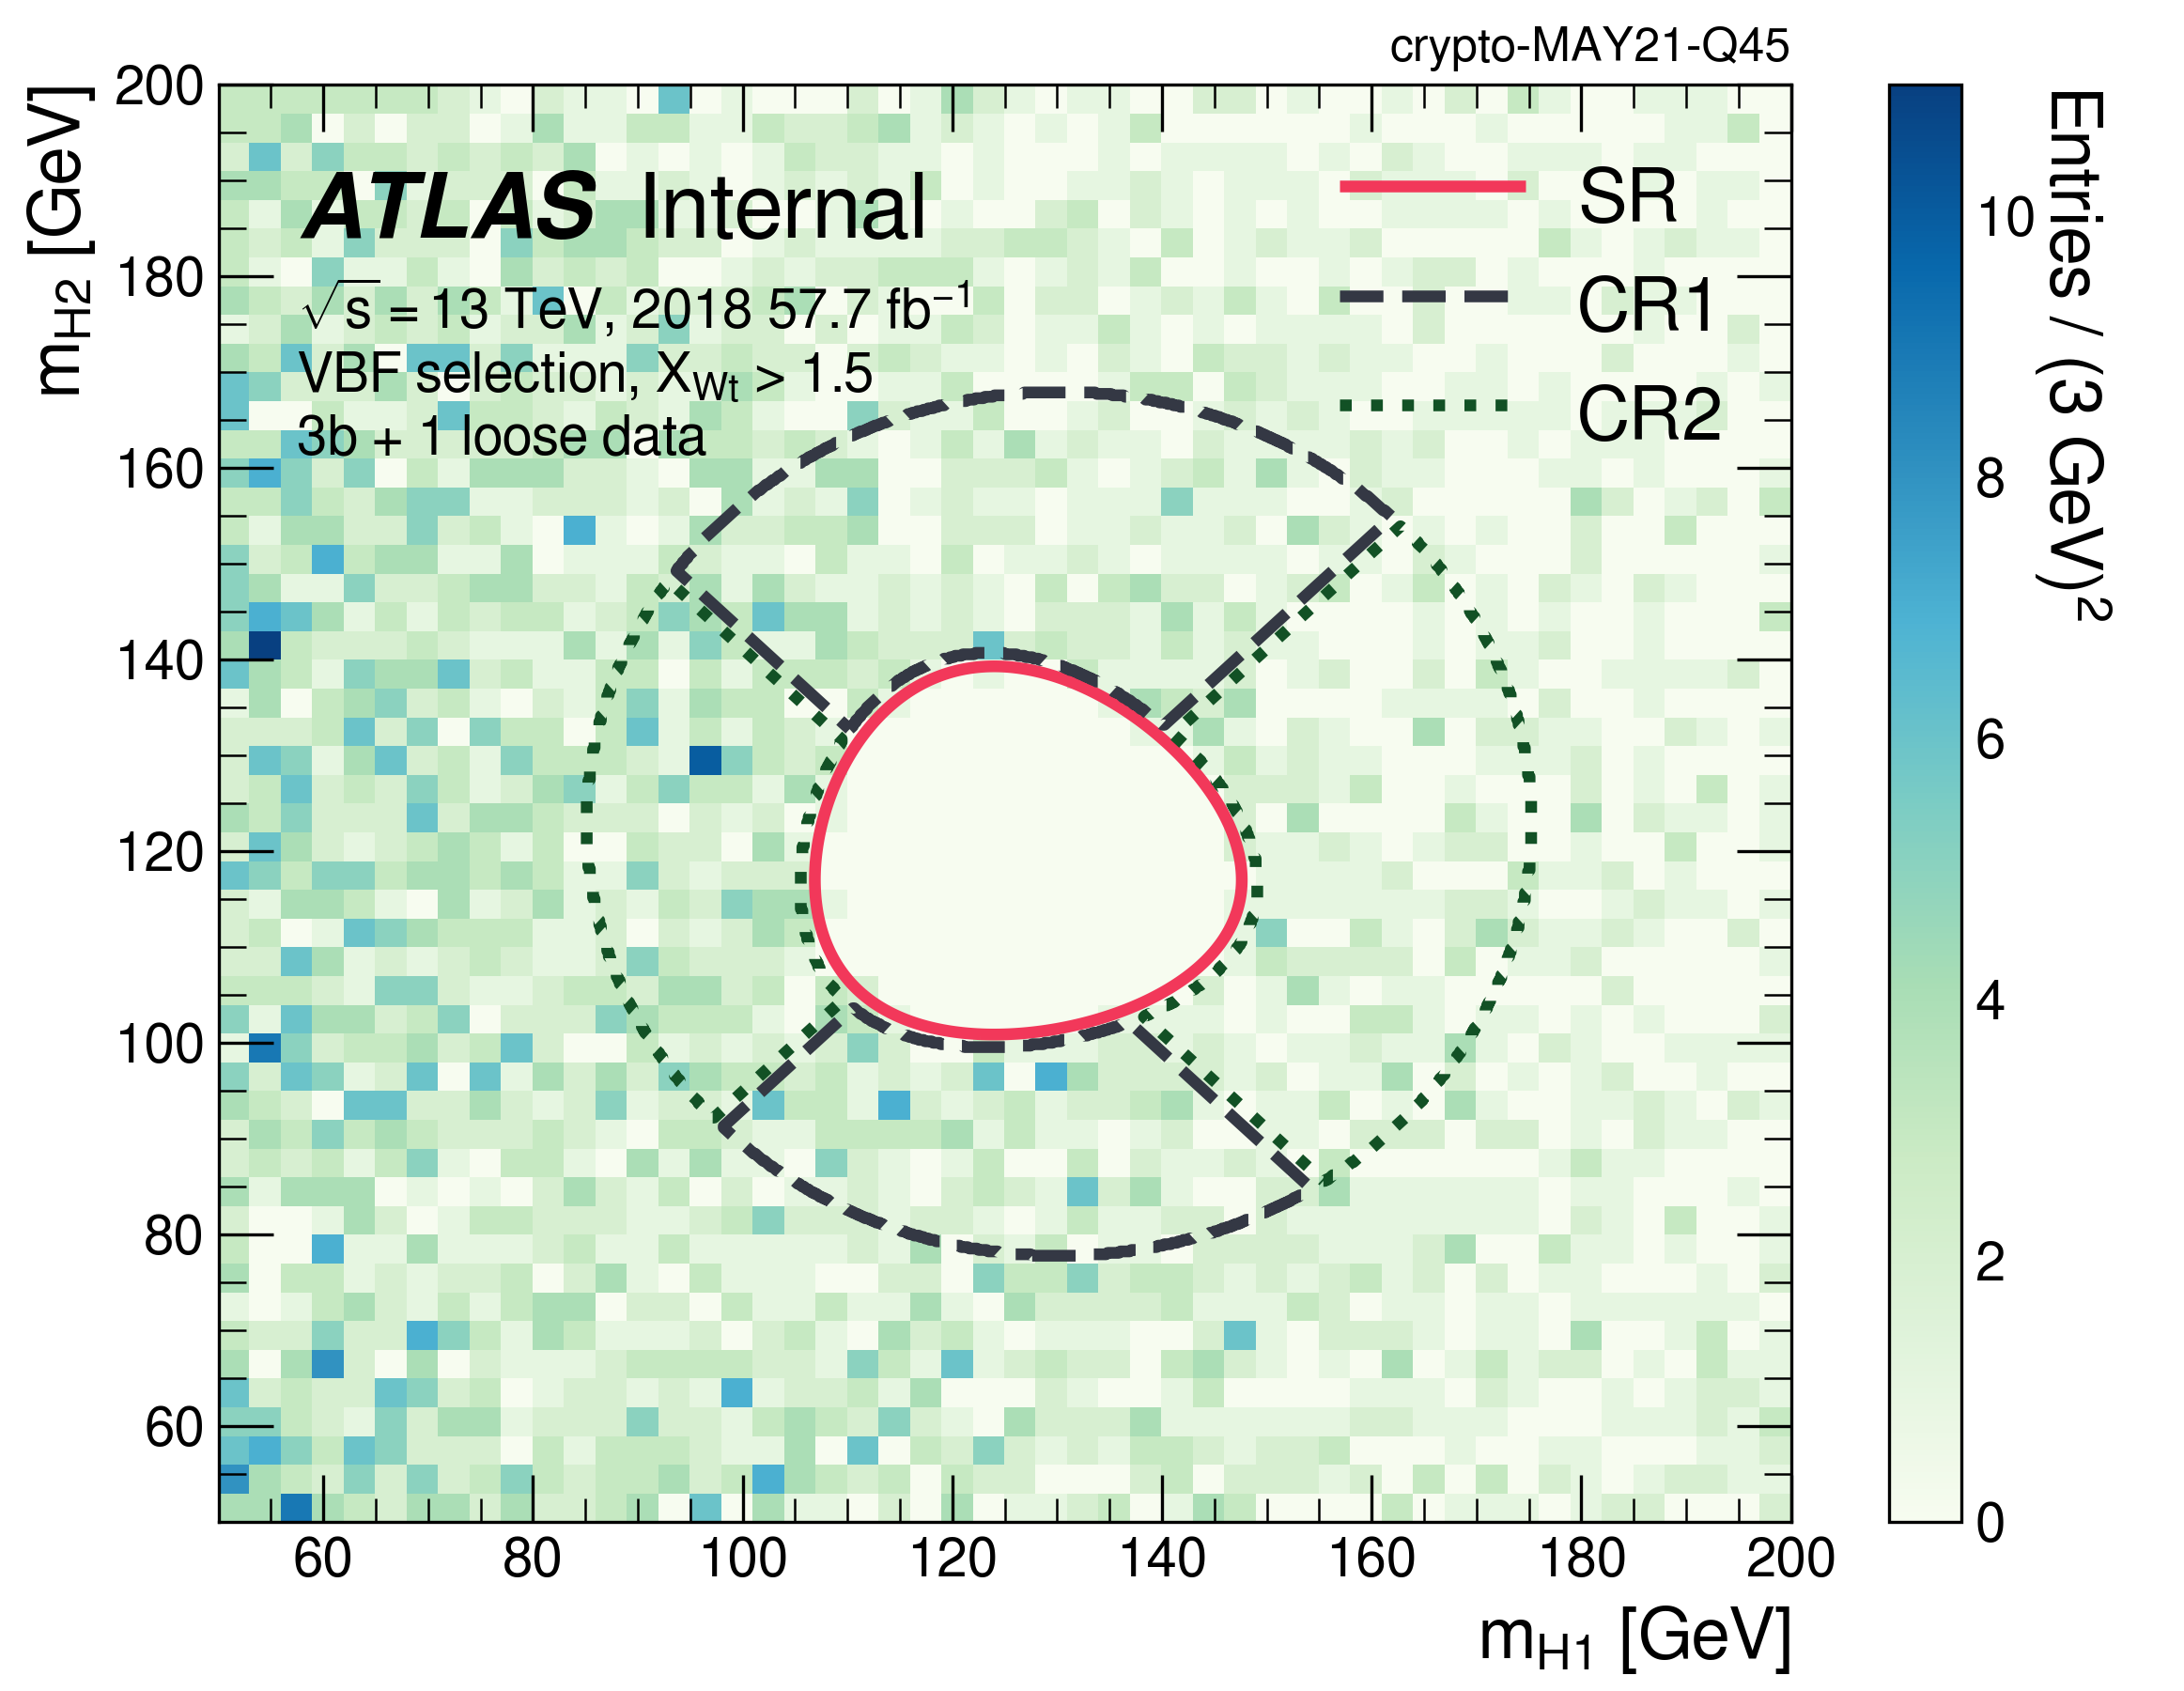 crypto-MAY21-Q45
ATLAS Internal
√s = 13 TeV, 2018 57.7 fb⁻¹
VBF selection, X_Wt > 1.5
3b + 1 loose data
SR
CR1
CR2
m_H2 [GeV]
200
180
160
140
120
100
80
60
60 80 100 120 140 160 180 200
m_H1 [GeV]
10
8
6
4
2
0
Entries / (3 GeV)²